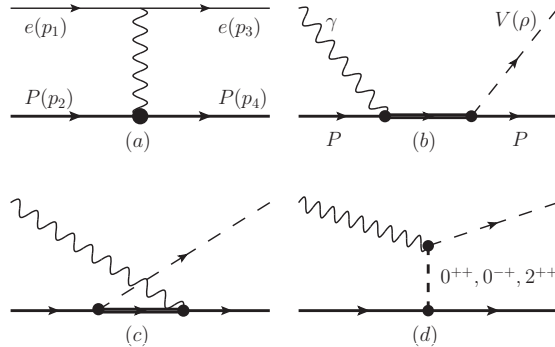 e(p₁) e(p₃)
P(p₂) P(p₄)
(a)
γ V(ρ)
P P
(b)
(c)
0⁺⁺, 0⁻⁺, 2⁺⁺
(d)